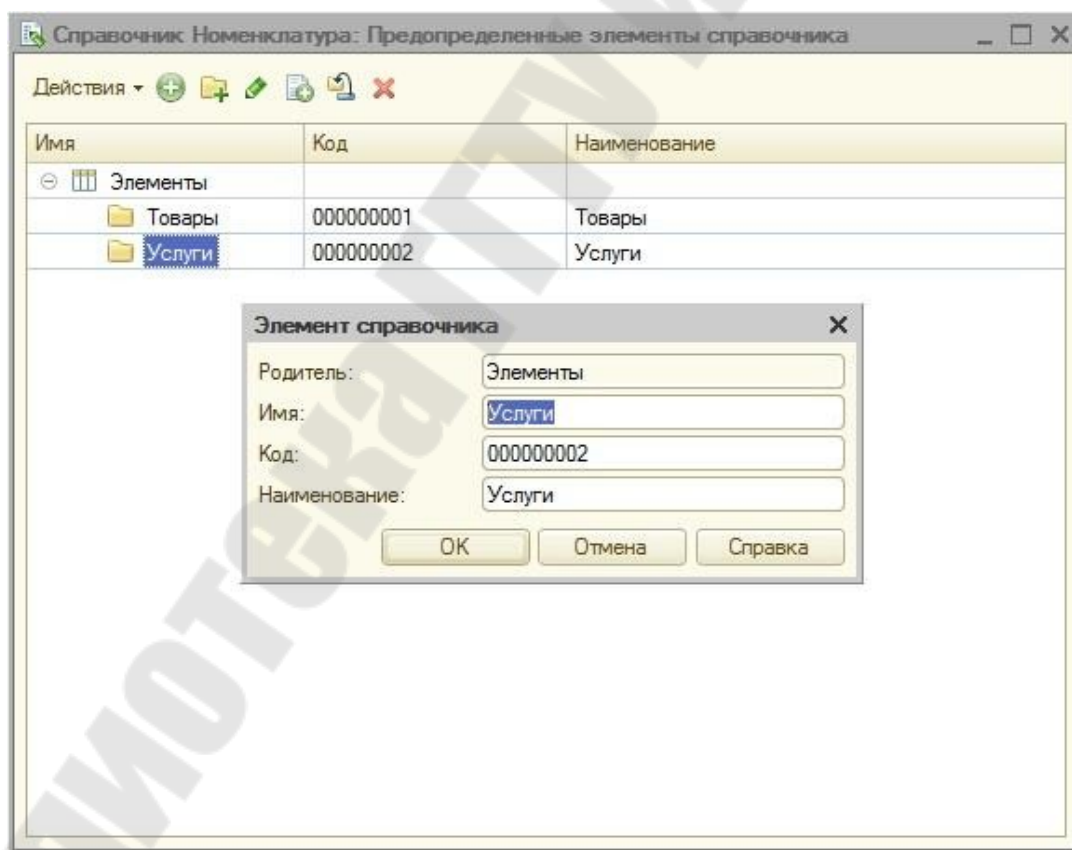 Справочник Номенклатура: Предопределенные элементы справочника
Действия
Имя Код Наименование
Элементы
Товары 000000001 Товары
Услуги 000000002 Услуги
Элемент справочника
Родитель: Элементы
Имя: Услуги
Код: 000000002
Наименование: Услуги
OK Отмена Справка